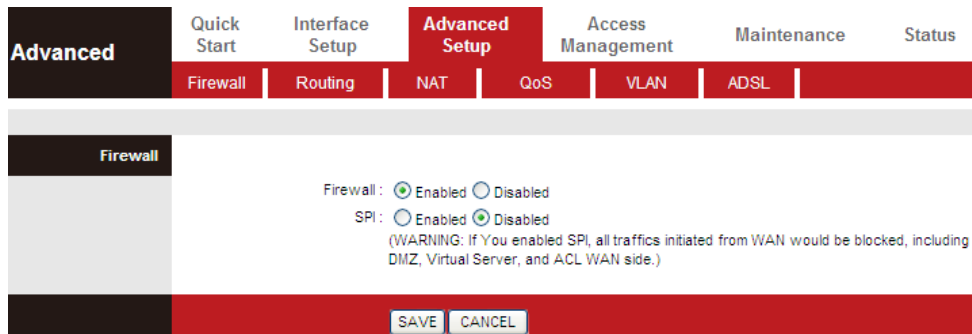 Advanced
Quick Start
Interface Setup
Advanced Setup
Access Management
Maintenance
Status
Firewall
Routing
NAT
QoS
VLAN
ADSL
Firewall
Firewall : Enabled Disabled
SPI : Enabled Disabled
(WARNING: If You enabled SPI, all traffics initiated from WAN would be blocked, including
DMZ, Virtual Server, and ACL WAN side.)
SAVE CANCEL